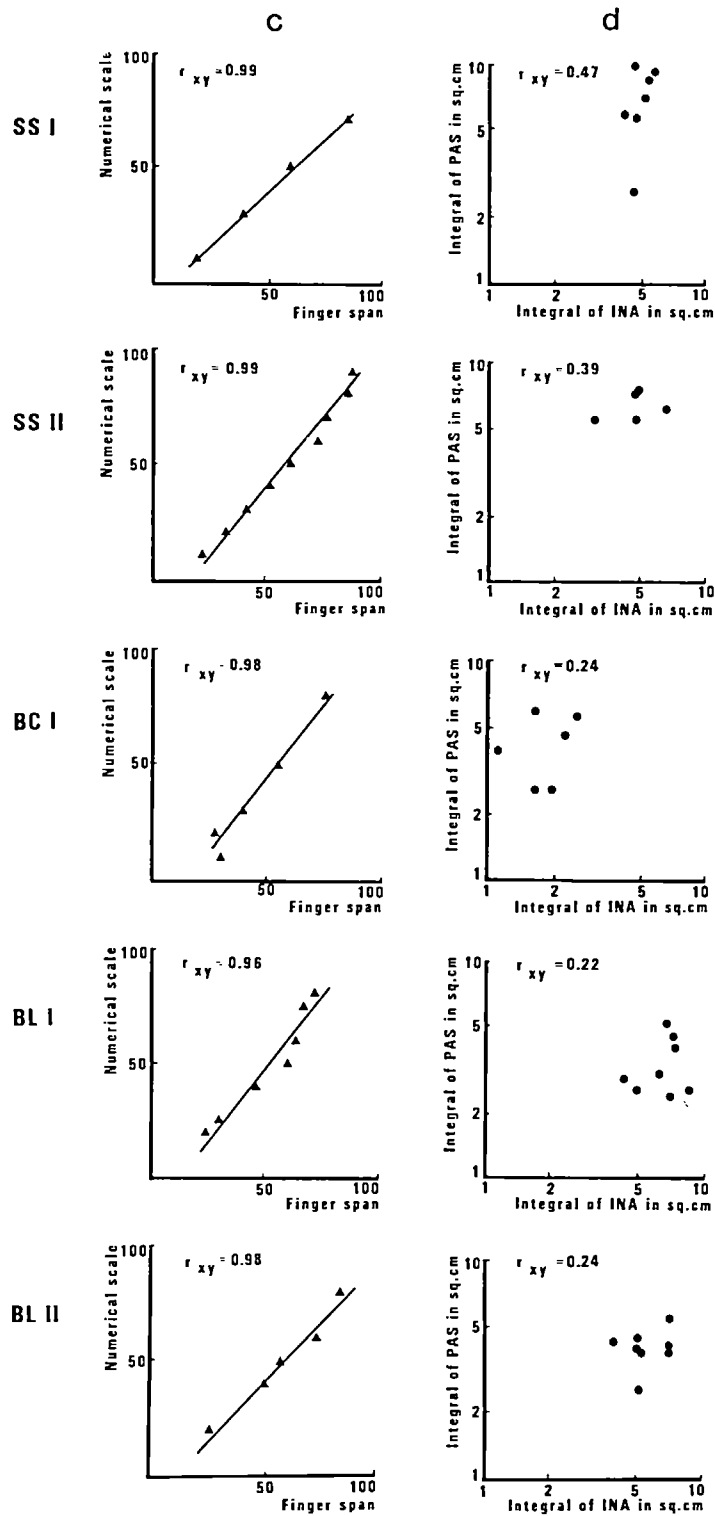 c d
SS I
Numerical scale
100
50
r xy = 0.99
50 100
Finger span
Integral of PAS in sq.cm
10
5
2
1
r xy = 0.47
1 2 5 10
Integral of INA in sq.cm
SS II
Numerical scale
100
50
r xy = 0.99
50 100
Finger span
Integral of PAS in sq.cm
10
5
2
1
r xy = 0.39
1 2 5 10
Integral of INA in sq.cm
BC I
Numerical scale
100
50
r xy - 0.98
50 100
Finger span
Integral of PAS in sq.cm
10
5
2
1
r xy = 0.24
1 2 5 10
Integral of INA in sq.cm
BL I
Numerical scale
100
50
r xy = 0.96
50 100
Finger span
Integral of PAS in sq.cm
10
5
2
1
r xy = 0.22
1 2 5 10
Integral of INA in sq.cm
BL II
Numerical scale
100
50
r xy = 0.98
50 100
Finger span
Integral of PAS in sq.cm
10
5
2
1
r xy = 0.24
1 2 5 10
Integral of INA in sq.cm